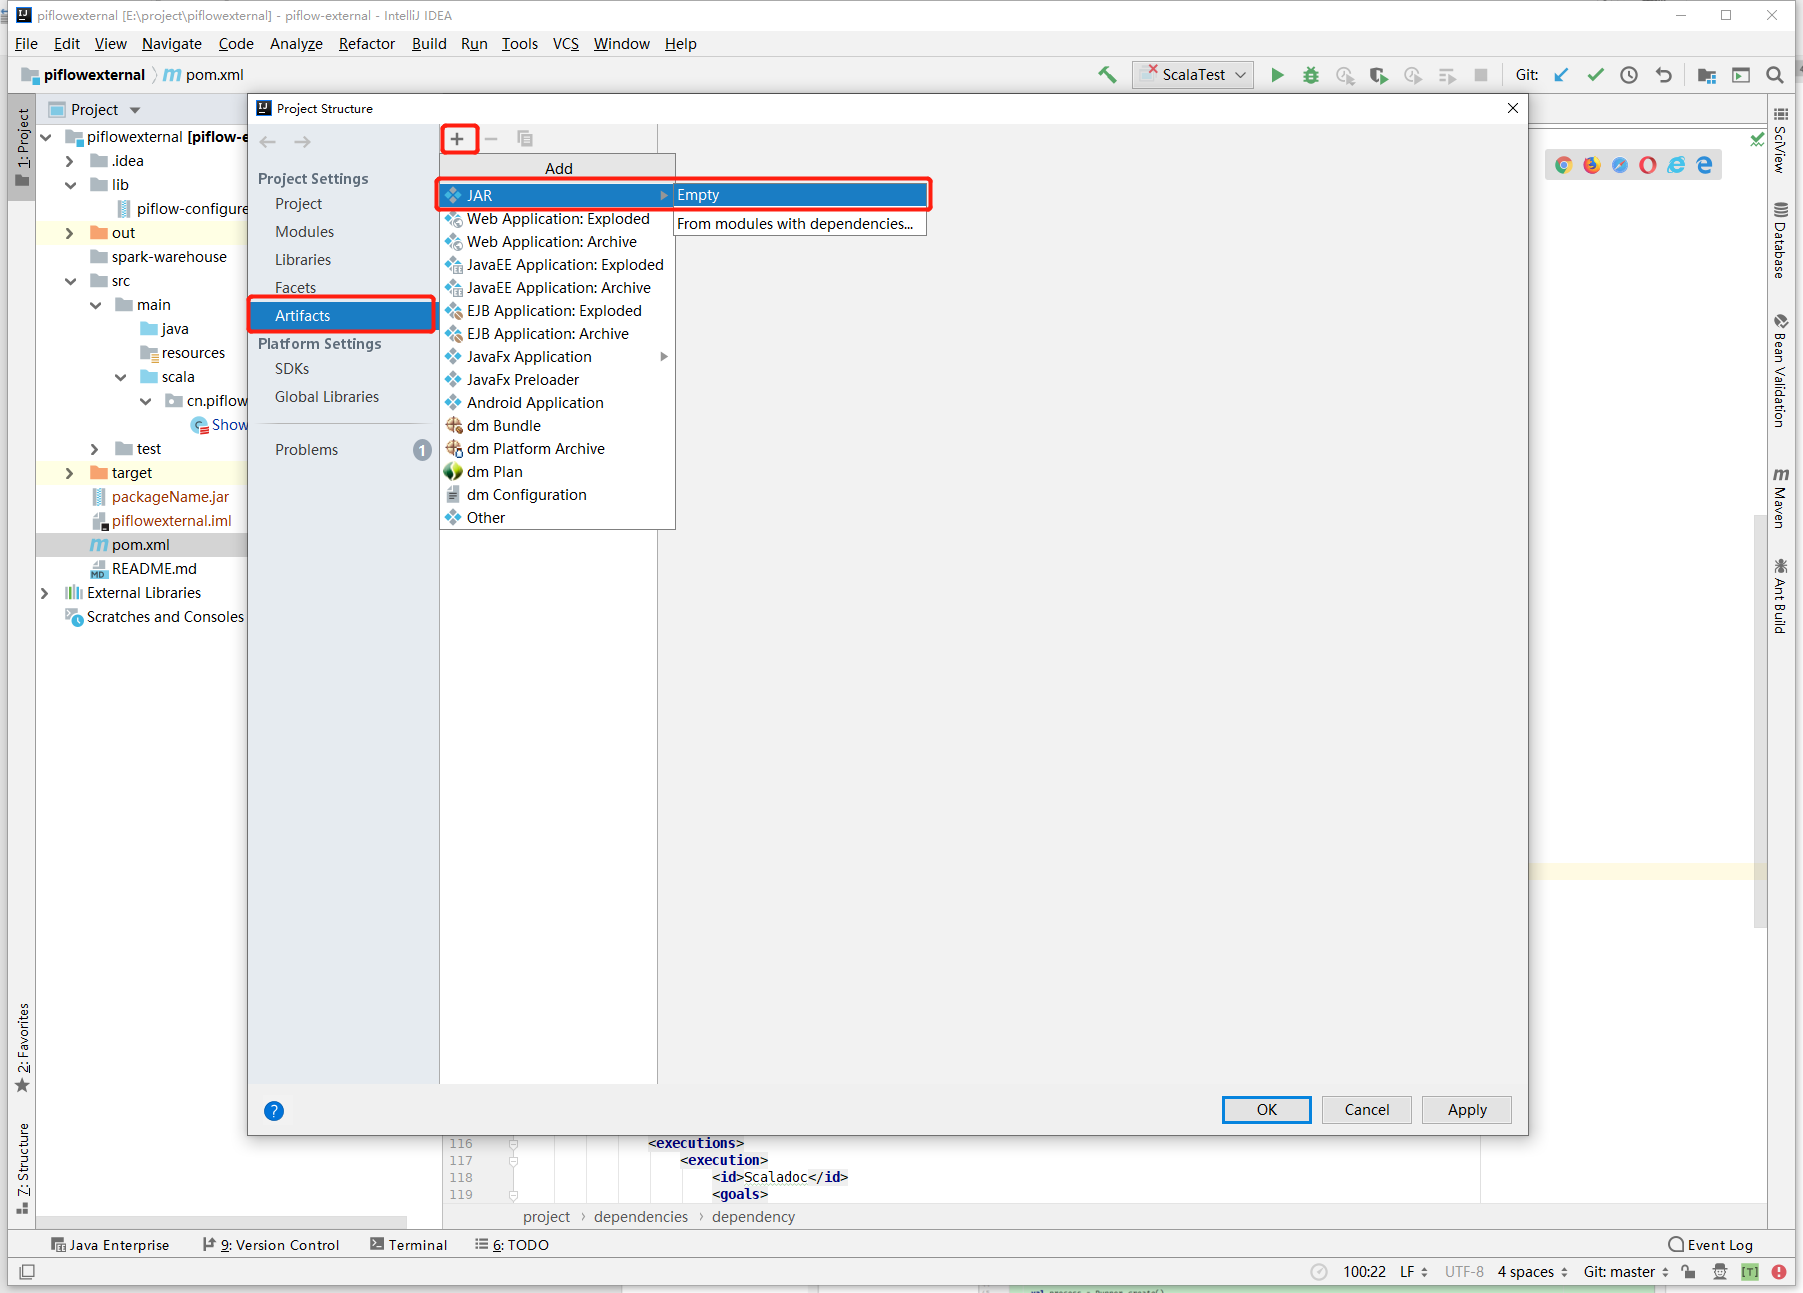 piflowexternal [E:\project\piflowexternal] - piflow-external - IntelliJ IDEA
File Edit View Navigate Code Analyze Refactor Build Run Tools VCS Window Help
piflowexternal pom.xml ScalaTest Git:
1: Project
Project
piflowexternal [piflow-e
.idea
lib
piflow-configure
out
spark-warehouse
src
main
java
resources
scala
cn.piflow
Show
test
target
packageName.jar
piflowexternal.iml
pom.xml
README.md
External Libraries
Scratches and Consoles
Project Structure
Project Settings
Project
Modules
Libraries
Facets
Artifacts
Platform Settings
SDKs
Global Libraries
Problems 1
Add
JAR
Web Application: Exploded
Web Application: Archive
JavaEE Application: Exploded
JavaEE Application: Archive
EJB Application: Exploded
EJB Application: Archive
JavaFx Application
JavaFx Preloader
Android Application
dm Bundle
dm Platform Archive
dm Plan
dm Configuration
Other
Empty
From modules with dependencies...
OK Cancel Apply
SciView
Database
Bean Validation
Maven
Ant Build
2: Favorites
7: Structure
116 <executions>
117 <execution>
118 <id>Scaladoc</id>
119 <goals>
project › dependencies › dependency
Java Enterprise 9: Version Control Terminal 6: TODO Event Log
100:22 LF UTF-8 4 spaces Git: master